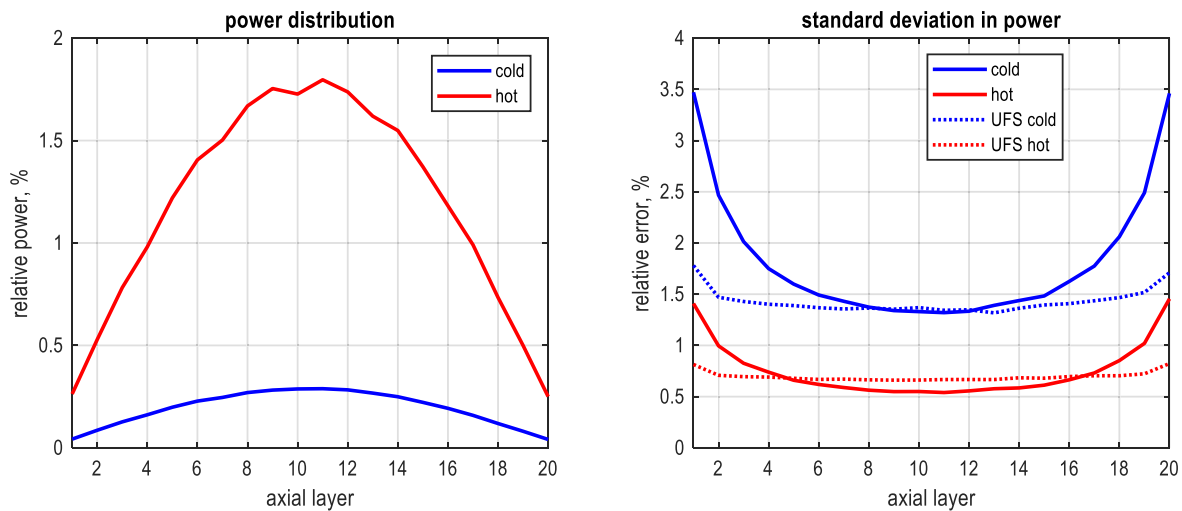 power distribution
2
1.5
1
0.5
0
relative power, %
cold
hot
2 4 6 8 10 12 14 16 18 20
axial layer
standard deviation in power
4
3.5
3
2.5
2
1.5
1
0.5
0
relative error, %
cold
hot
UFS cold
UFS hot
2 4 6 8 10 12 14 16 18 20
axial layer